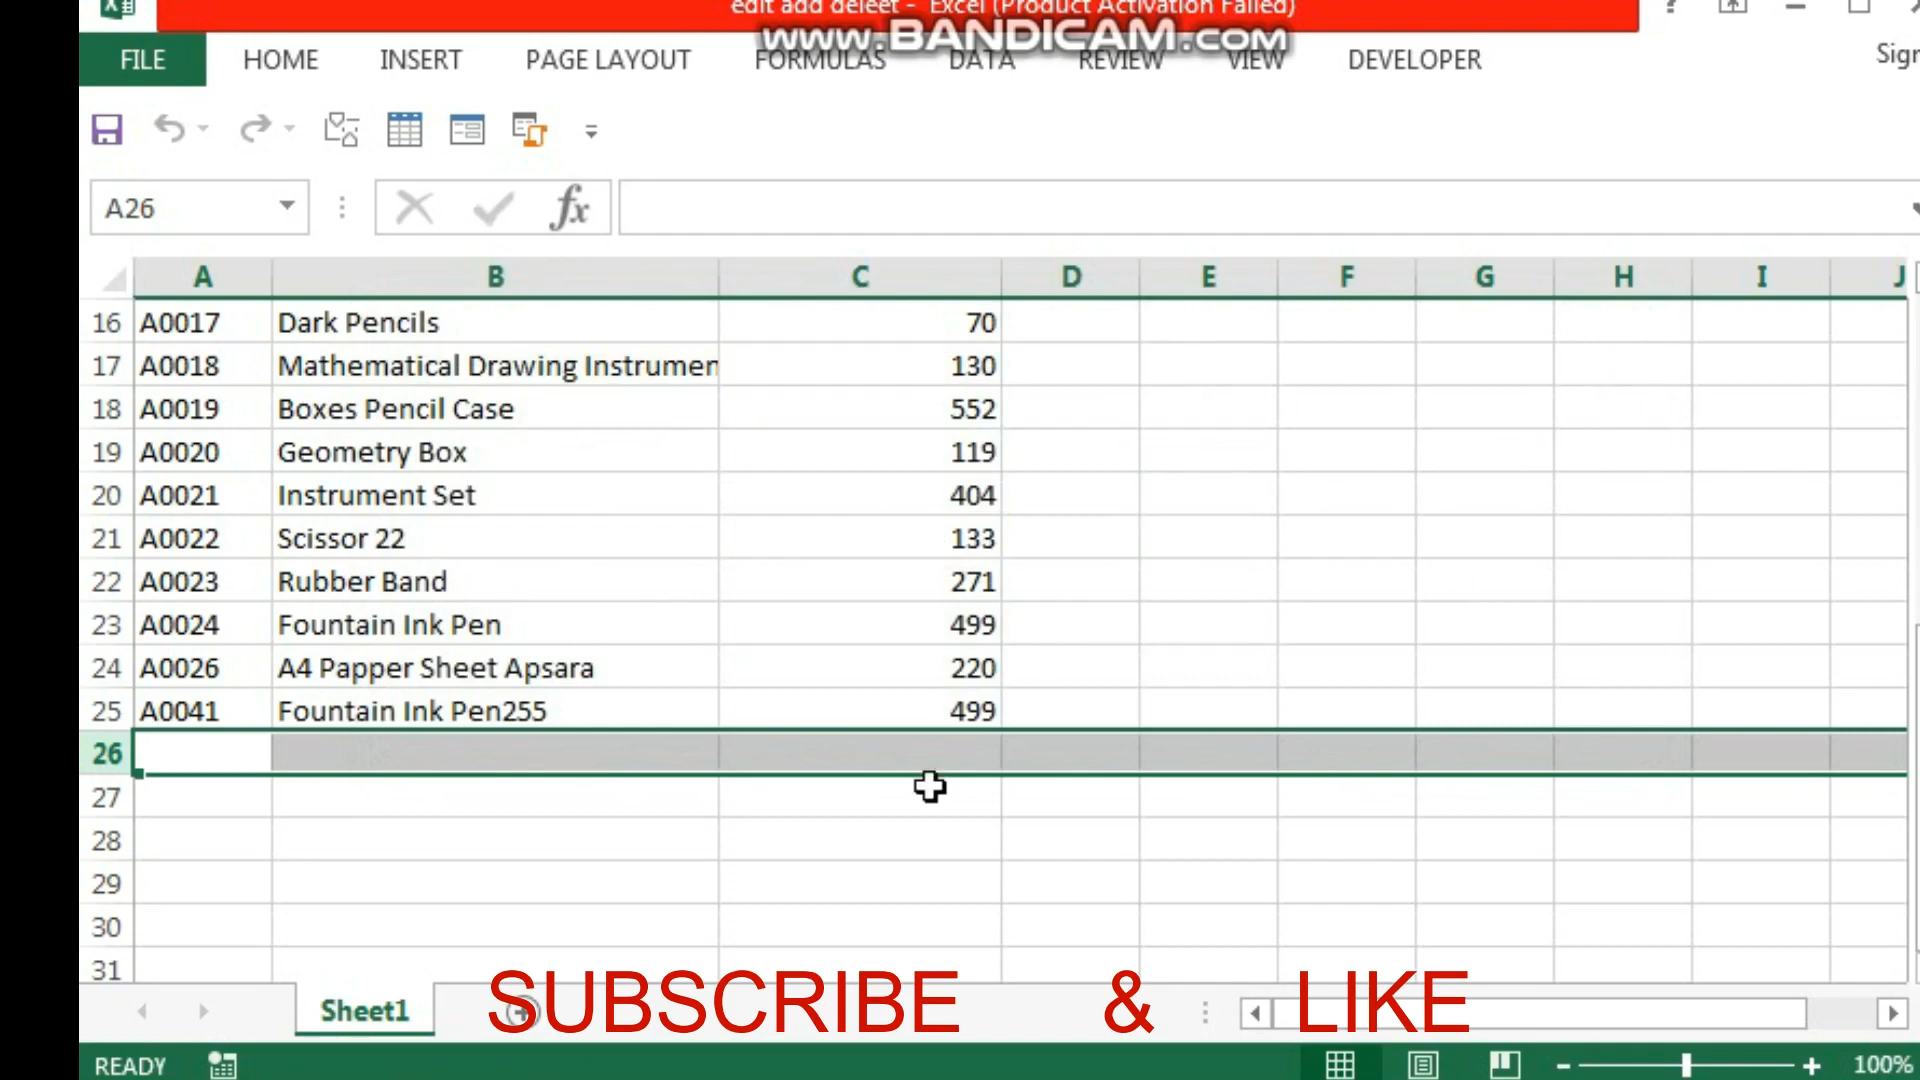 edit add deleet - Excel (Product Activation Failed)
www.BANDICAM.com
FILE HOME INSERT PAGE LAYOUT FORMULAS DATA REVIEW VIEW DEVELOPER
A26 fx
A B C D E F G H I J
16 A0017 Dark Pencils 70
17 A0018 Mathematical Drawing Instrumen 130
18 A0019 Boxes Pencil Case 552
19 A0020 Geometry Box 119
20 A0021 Instrument Set 404
21 A0022 Scissor 22 133
22 A0023 Rubber Band 271
23 A0024 Fountain Ink Pen 499
24 A0026 A4 Papper Sheet Apsara 220
25 A0041 Fountain Ink Pen255 499
26
27
28
29
30
31
Sheet1 SUBSCRIBE & LIKE
READY 100%